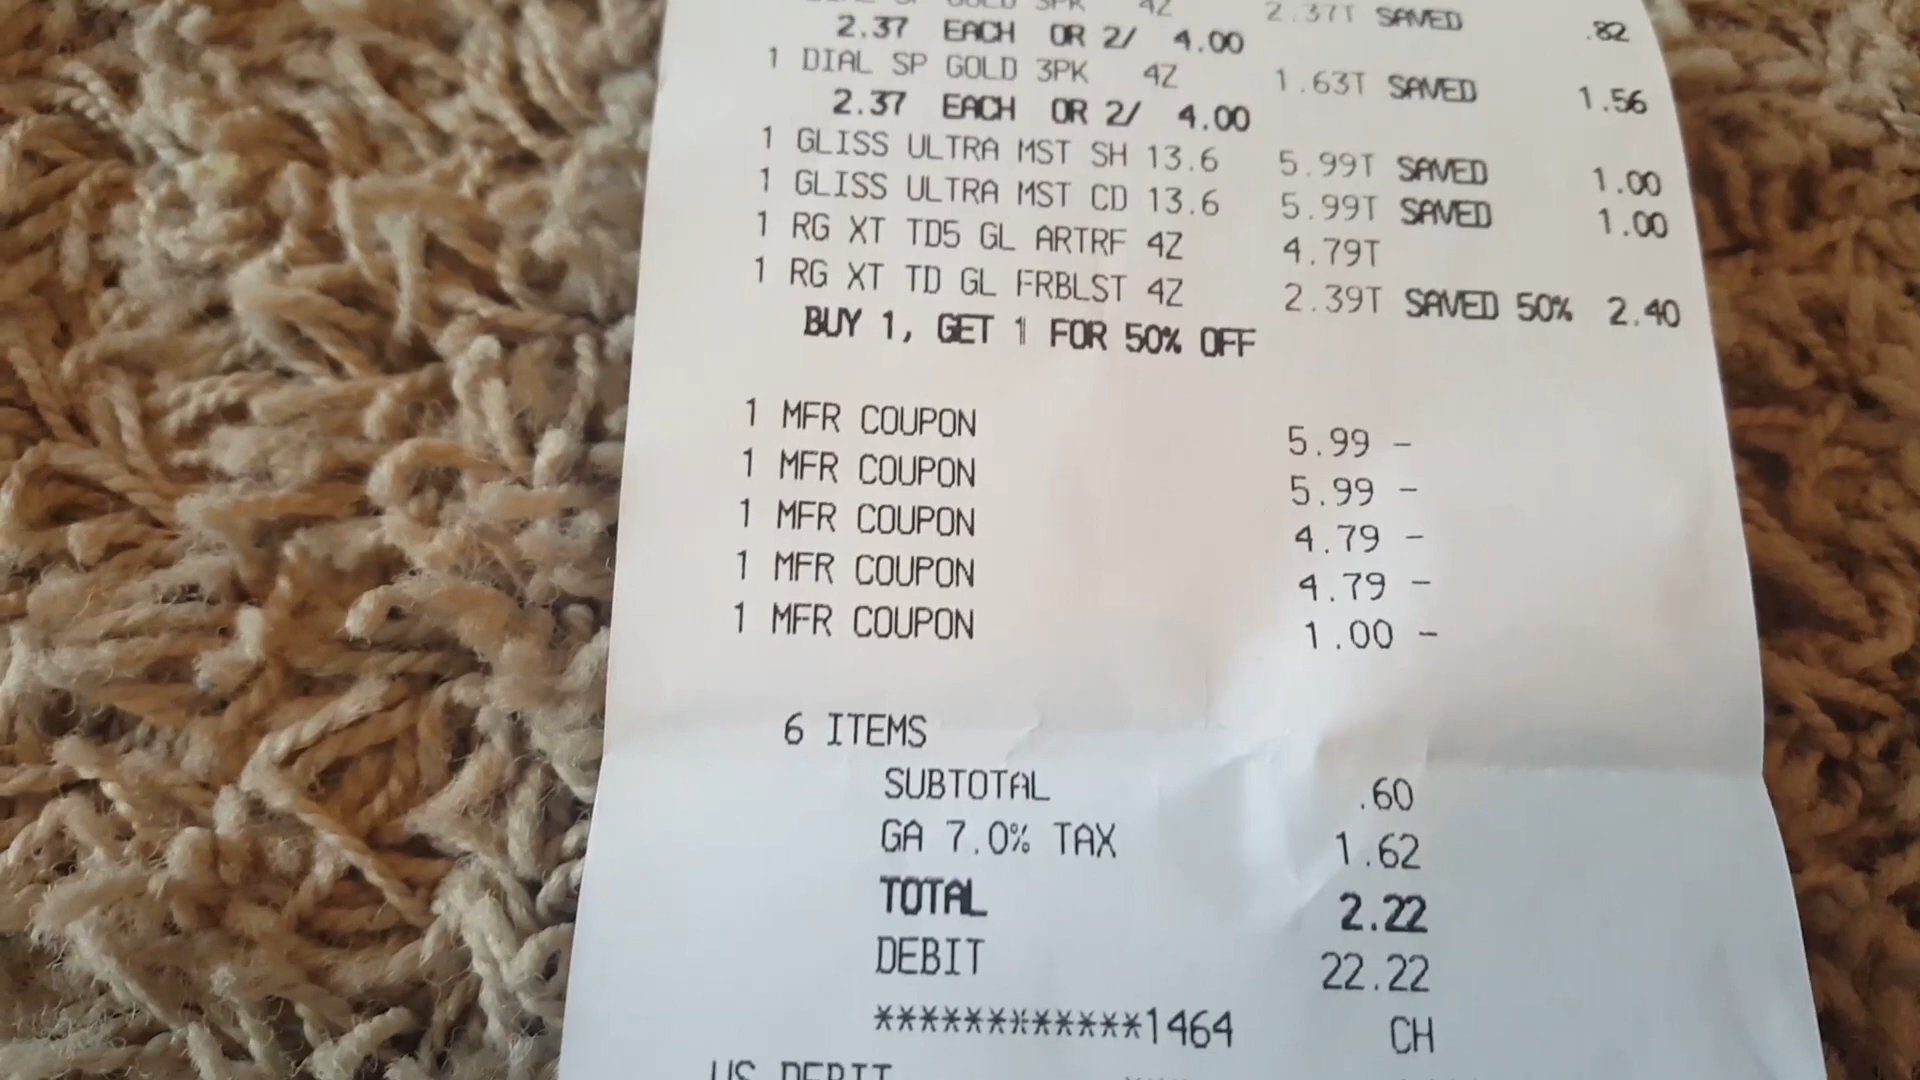 GOLD 3PK 4Z 2.37T SAVED .82
2.37 EACH OR 2/ 4.00
1 DIAL SP GOLD 3PK 4Z 1.63T SAVED 1.56
2.37 EACH OR 2/ 4.00
1 GLISS ULTRA MST SH 13.6 5.99T SAVED 1.00
1 GLISS ULTRA MST CD 13.6 5.99T SAVED 1.00
1 RG XT TD5 GL ARTRF 4Z 4.79T
1 RG XT TD GL FRBLST 4Z 2.39T SAVED 50% 2.40
BUY 1, GET 1 FOR 50% OFF
1 MFR COUPON 5.99 -
1 MFR COUPON 5.99 -
1 MFR COUPON 4.79 -
1 MFR COUPON 4.79 -
1 MFR COUPON 1.00 -
6 ITEMS
SUBTOTAL .60
GA 7.0% TAX 1.62
TOTAL 2.22
DEBIT 22.22
************1464 CH
US DEBIT